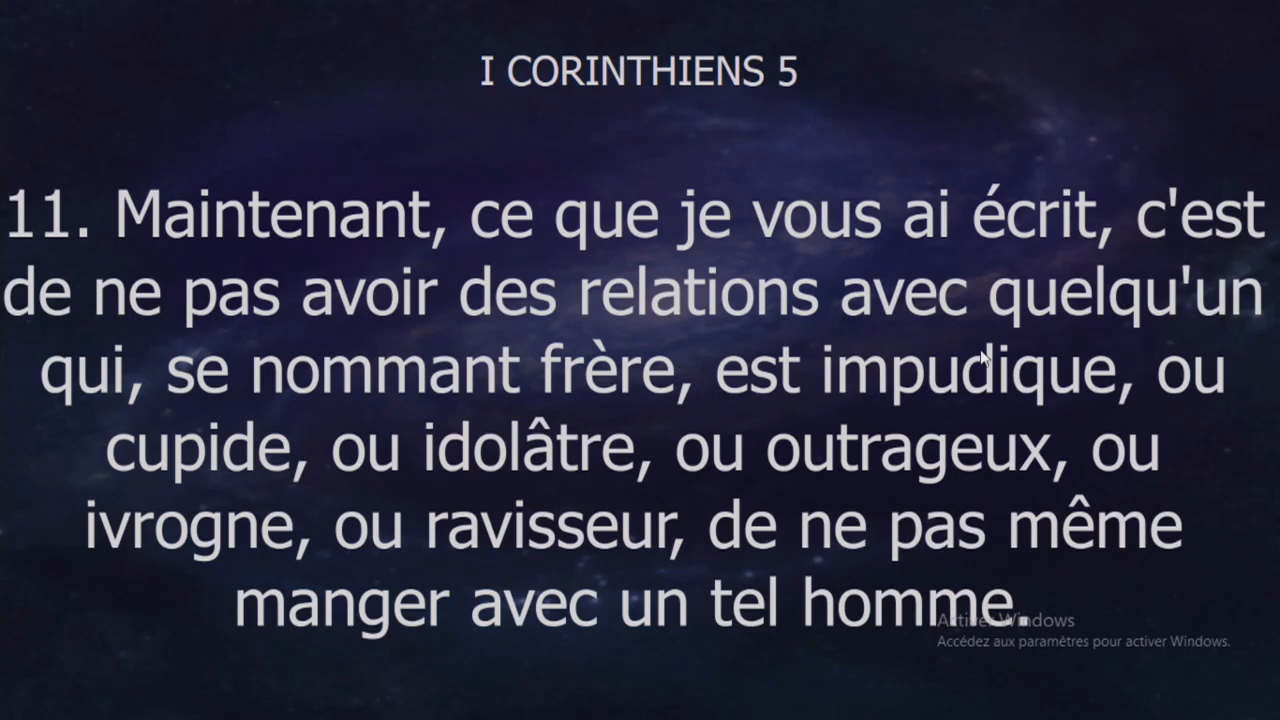 I CORINTHIENS 5
11. Maintenant, ce que je vous ai écrit, c'est
de ne pas avoir des relations avec quelqu'un
qui, se nommant frère, est impudique, ou
cupide, ou idolâtre, ou outrageux, ou
ivrogne, ou ravisseur, de ne pas même
manger avec un tel homme.
Activer Windows
Accédez aux paramètres pour activer Windows.